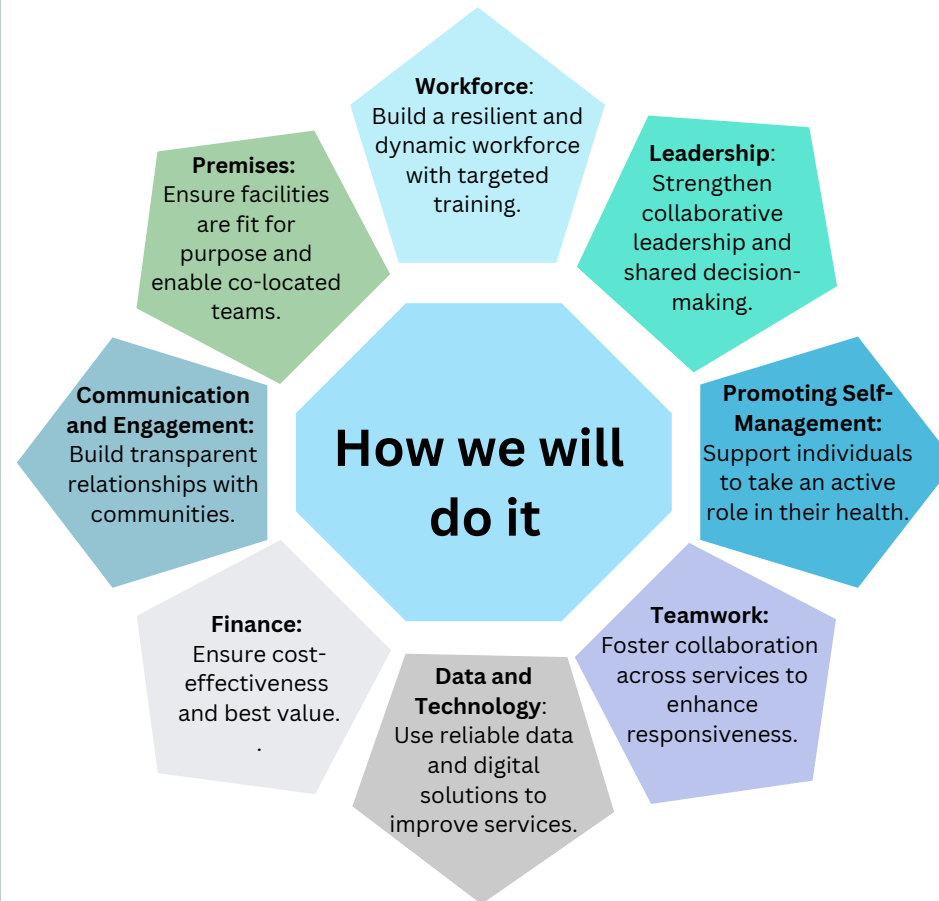 Workforce:
Build a resilient and
dynamic workforce
with targeted
training.
Leadership:
Strengthen
collaborative
leadership and
shared decision-
making.
Promoting Self-
Management:
Support individuals
to take an active
role in their health.
Teamwork:
Foster collaboration
across services to
enhance
responsiveness.
Data and
Technology:
Use reliable data
and digital
solutions to
improve services.
Finance:
Ensure cost-
effectiveness
and best value.
.
Communication
and Engagement:
Build transparent
relationships with
communities.
Premises:
Ensure facilities
are fit for
purpose and
enable co-located
teams.
How we will
do it